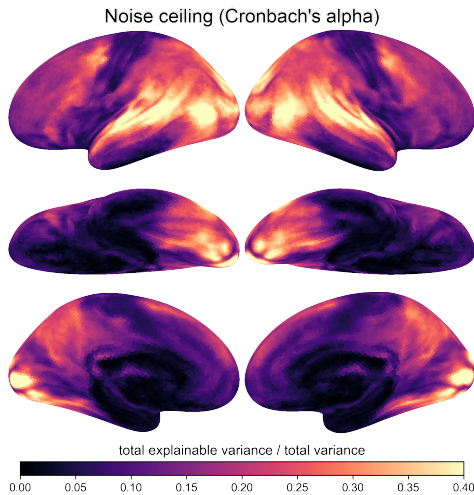 Noise ceiling (Cronbach's alpha)
total explainable variance / total variance
0.00 0.05 0.10 0.15 0.20 0.25 0.30 0.35 0.40